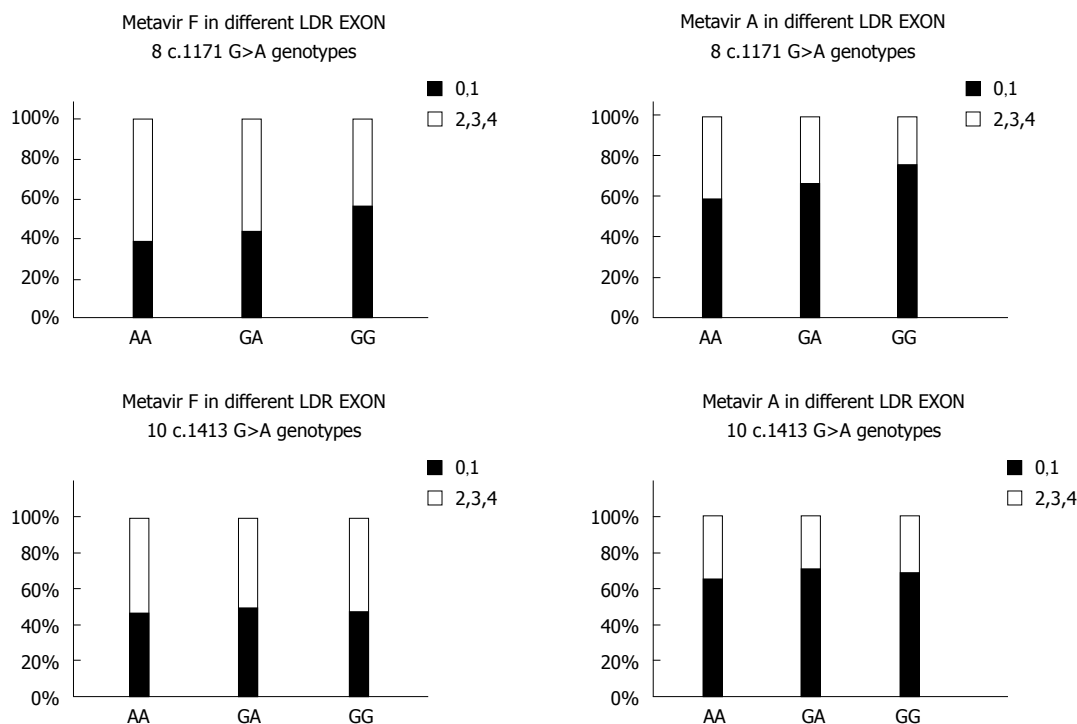 Metavir F in different LDR EXON
8 c.1171 G>A genotypes
0,1
2,3,4
100%
80%
60%
40%
20%
0%
AA GA GG
Metavir A in different LDR EXON
8 c.1171 G>A genotypes
0,1
2,3,4
100%
80%
60%
40%
20%
0%
AA GA GG
Metavir F in different LDR EXON
10 c.1413 G>A genotypes
0,1
2,3,4
100%
80%
60%
40%
20%
0%
AA GA GG
Metavir A in different LDR EXON
10 c.1413 G>A genotypes
0,1
2,3,4
100%
80%
60%
40%
20%
0%
AA GA GG